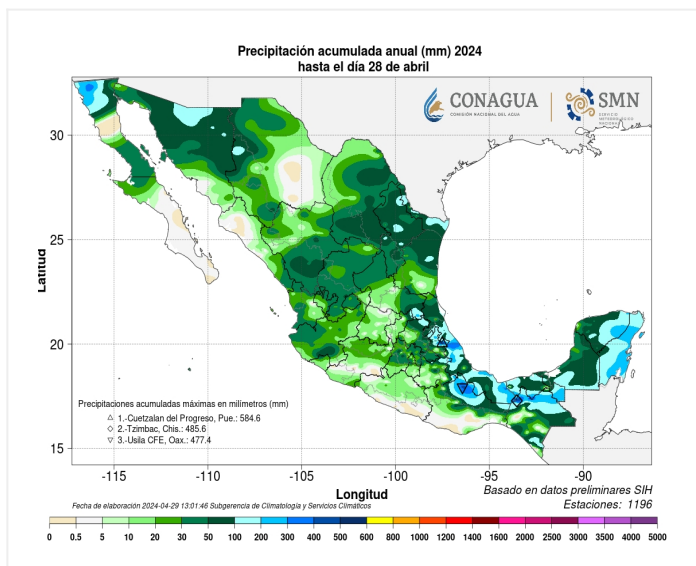 Precipitación acumulada anual (mm) 2024
hasta el día 28 de abril
CONAGUA
COMISIÓN NACIONAL DEL AGUA
SMN
SERVICIO
METEOROLÓGICO
NACIONAL
30
25
20
15
Latitud
Precipitaciones acumuladas máximas en milímetros (mm)
1.-Cuetzalan del Progreso, Pue.: 584.6
2.-Tzimbac, Chis.: 485.6
3.-Usila CFE, Oax.: 477.4
-115 -110 -105 -100 -95 -90
Longitud
Basado en datos preliminares SIH
Estaciones: 1196
Fecha de elaboración 2024-04-29 13:01:46 Subgerencia de Climatología y Servicios Climáticos
0 0.5 5 10 20 30 50 100 200 300 400 500 600 800 1000 1200 1400 1600 2000 2500 3000 3500 4000 5000